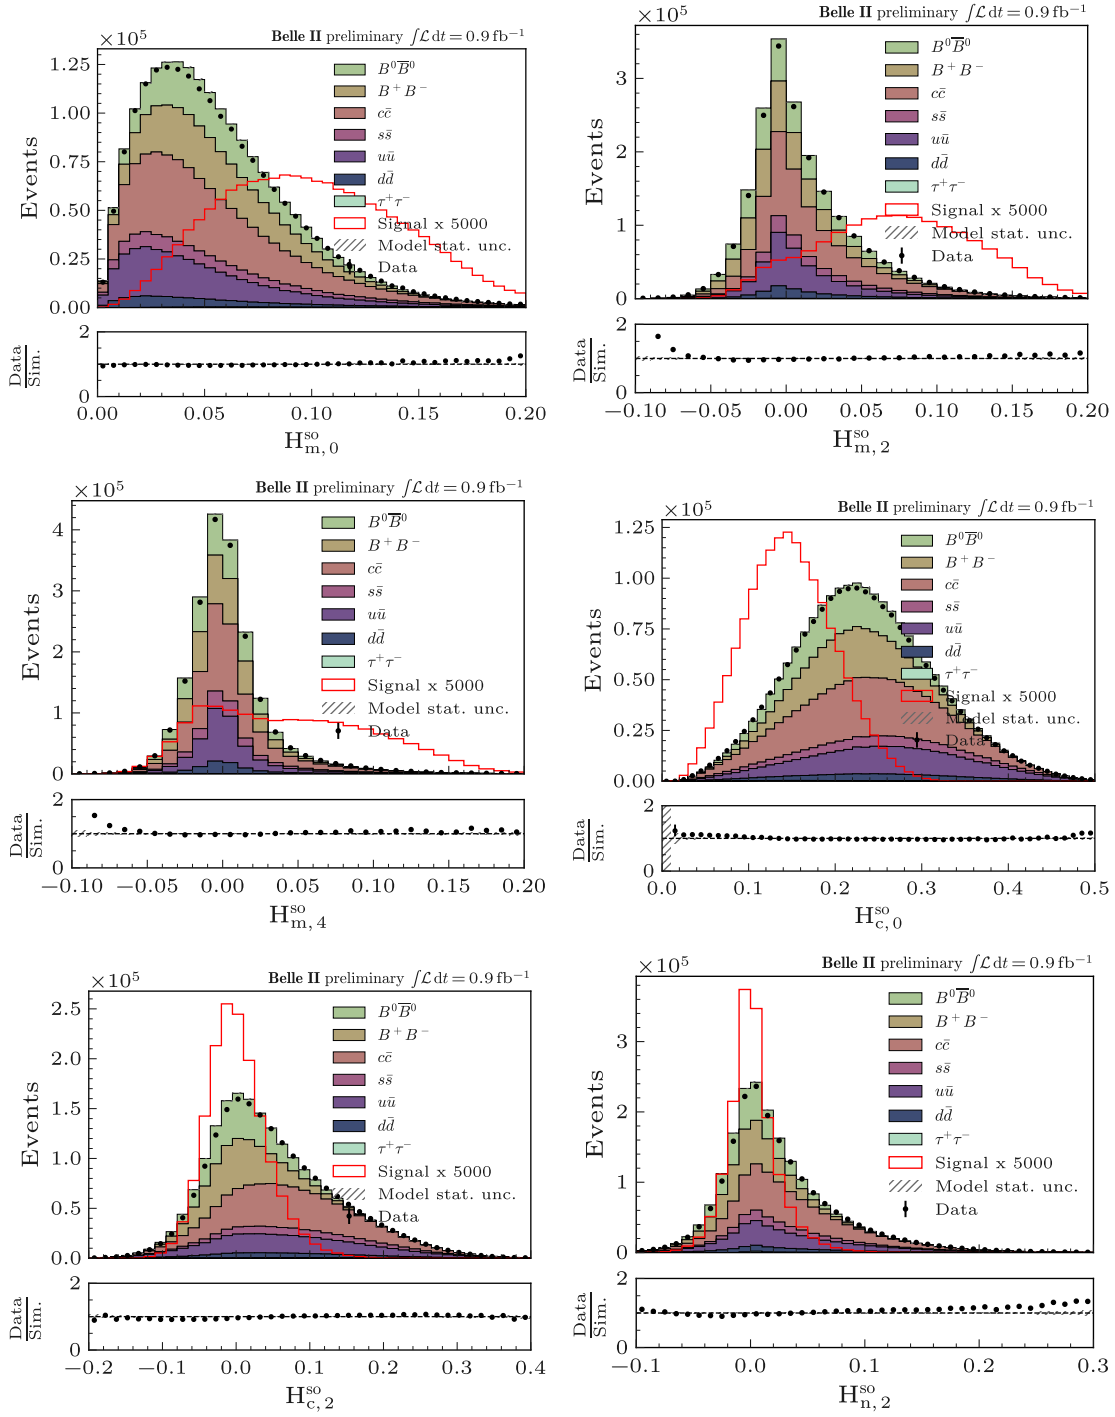 Belle II preliminary ∫ℒ dt = 0.9 fb⁻¹
×10⁵
Events
1.25
1.00
0.75
0.50
0.25
0.00
B⁰B̅⁰
B⁺B⁻
cc̄
ss̄
uū
dd̄
τ⁺τ⁻
Signal x 5000
Model stat. unc.
Data
Data
Sim.
2
1
0
0.00 0.05 0.10 0.15 0.20
H^so_m, 0
Belle II preliminary ∫ℒ dt = 0.9 fb⁻¹
×10⁵
Events
3
2
1
0
B⁰B̅⁰
B⁺B⁻
cc̄
ss̄
uū
dd̄
τ⁺τ⁻
Signal x 5000
Model stat. unc.
Data
Data
Sim.
2
1
0
−0.10 −0.05 0.00 0.05 0.10 0.15 0.20
H^so_m, 2
Belle II preliminary ∫ℒ dt = 0.9 fb⁻¹
×10⁵
Events
4
3
2
1
0
B⁰B̅⁰
B⁺B⁻
cc̄
ss̄
uū
dd̄
τ⁺τ⁻
Signal x 5000
Model stat. unc.
Data
Data
Sim.
2
1
0
−0.10 −0.05 0.00 0.05 0.10 0.15 0.20
H^so_m, 4
Belle II preliminary ∫ℒ dt = 0.9 fb⁻¹
×10⁵
Events
1.25
1.00
0.75
0.50
0.25
0.00
B⁰B̅⁰
B⁺B⁻
cc̄
ss̄
uū
dd̄
τ⁺τ⁻
Signal x 5000
Model stat. unc.
Data
Data
Sim.
2
1
0
0.0 0.1 0.2 0.3 0.4 0.5
H^so_c, 0
Belle II preliminary ∫ℒ dt = 0.9 fb⁻¹
×10⁵
Events
2.5
2.0
1.5
1.0
0.5
0.0
B⁰B̅⁰
B⁺B⁻
cc̄
ss̄
uū
dd̄
τ⁺τ⁻
Signal x 5000
Model stat. unc.
Data
Data
Sim.
2
1
0
−0.2 −0.1 0.0 0.1 0.2 0.3 0.4
H^so_c, 2
Belle II preliminary ∫ℒ dt = 0.9 fb⁻¹
×10⁵
Events
3
2
1
0
B⁰B̅⁰
B⁺B⁻
cc̄
ss̄
uū
dd̄
τ⁺τ⁻
Signal x 5000
Model stat. unc.
Data
Data
Sim.
2
1
0
−0.1 0.0 0.1 0.2 0.3
H^so_n, 2